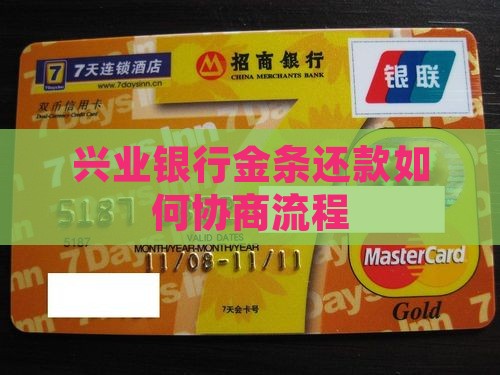 7 7天连锁酒店
www.7daysinn.cn
招商银行
CHINA MERCHANTS BANK
银联
双币信用卡
Dual-Currency Credit Card
兴业银行金条还款如
何协商流程
5187
5187
VALID DATES
MONTH/YEAR-MONTH/YEAR
11/08-11/11
MasterCard
7天会卡号
Gold